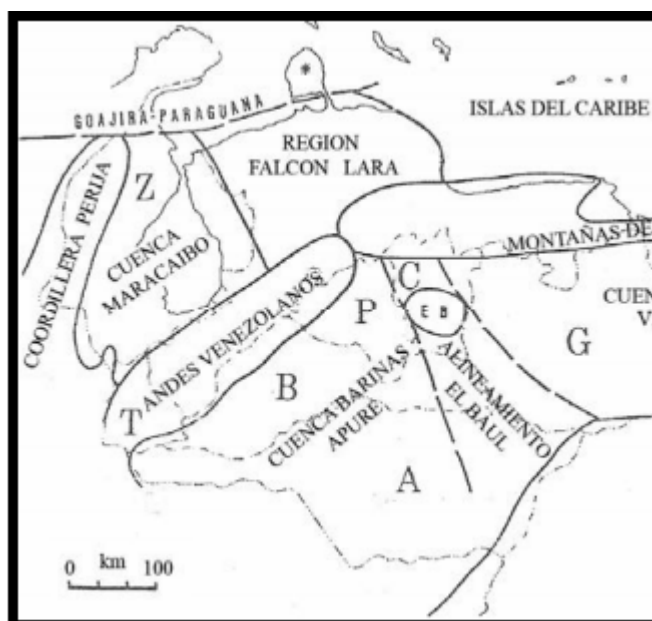 GOAJIRA-PARAGUANA
*
ISLAS DEL CARIBE
REGION
FALCON LARA
Z
COORDILLERA PERIJA
CUENCA
MARACAIBO
MONTAÑAS DE
C
CUEN
V
E B
P
G
ANDES VENEZOLANOS
ALINEAMIENTO
EL BAUL
B
CUENCA BARINAS
APURE
T
A
km
0 100